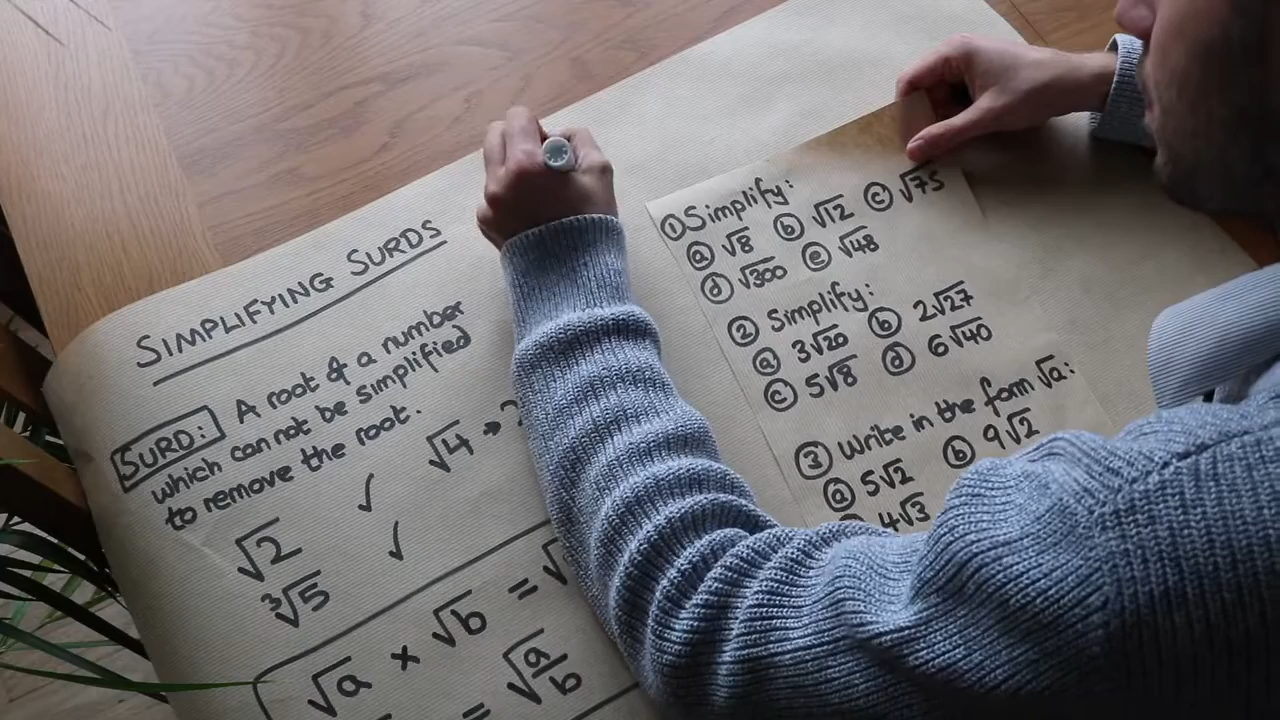 SIMPLIFYING SURDS
SURD: A root of a number
which can not be simplified
to remove the root.
√2 ✓ √4 →
³√5 ✓
√a × √b = √
= √a/b
① Simplify:
ⓐ √8 ⓑ √12 ⓒ √75
ⓓ √300 ⓔ √48
② Simplify:
ⓐ 3√20 ⓑ 2√27
ⓒ 5√8 ⓓ 6√40
③ Write in the form √a:
ⓐ 5√2 ⓑ 9√2
4√3